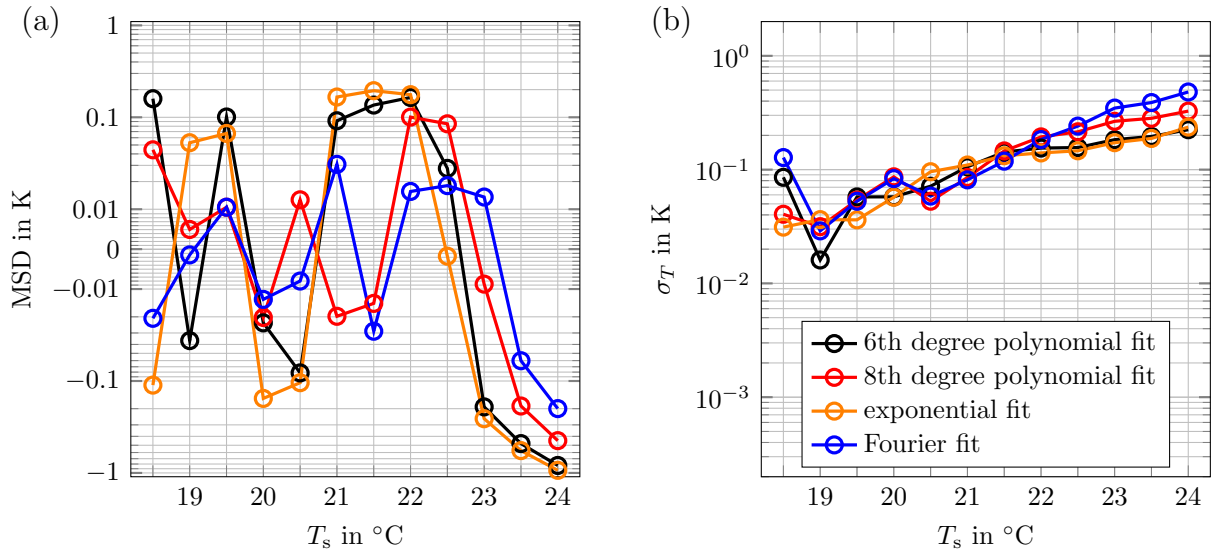 (a)
MSD in K
1
0.1
0.01
0
−0.01
−0.1
−1
19 20 21 22 23 24
T_s in °C
(b)
σ_T in K
10^0
10^−1
10^−2
10^−3
6th degree polynomial fit
8th degree polynomial fit
exponential fit
Fourier fit
19 20 21 22 23 24
T_s in °C